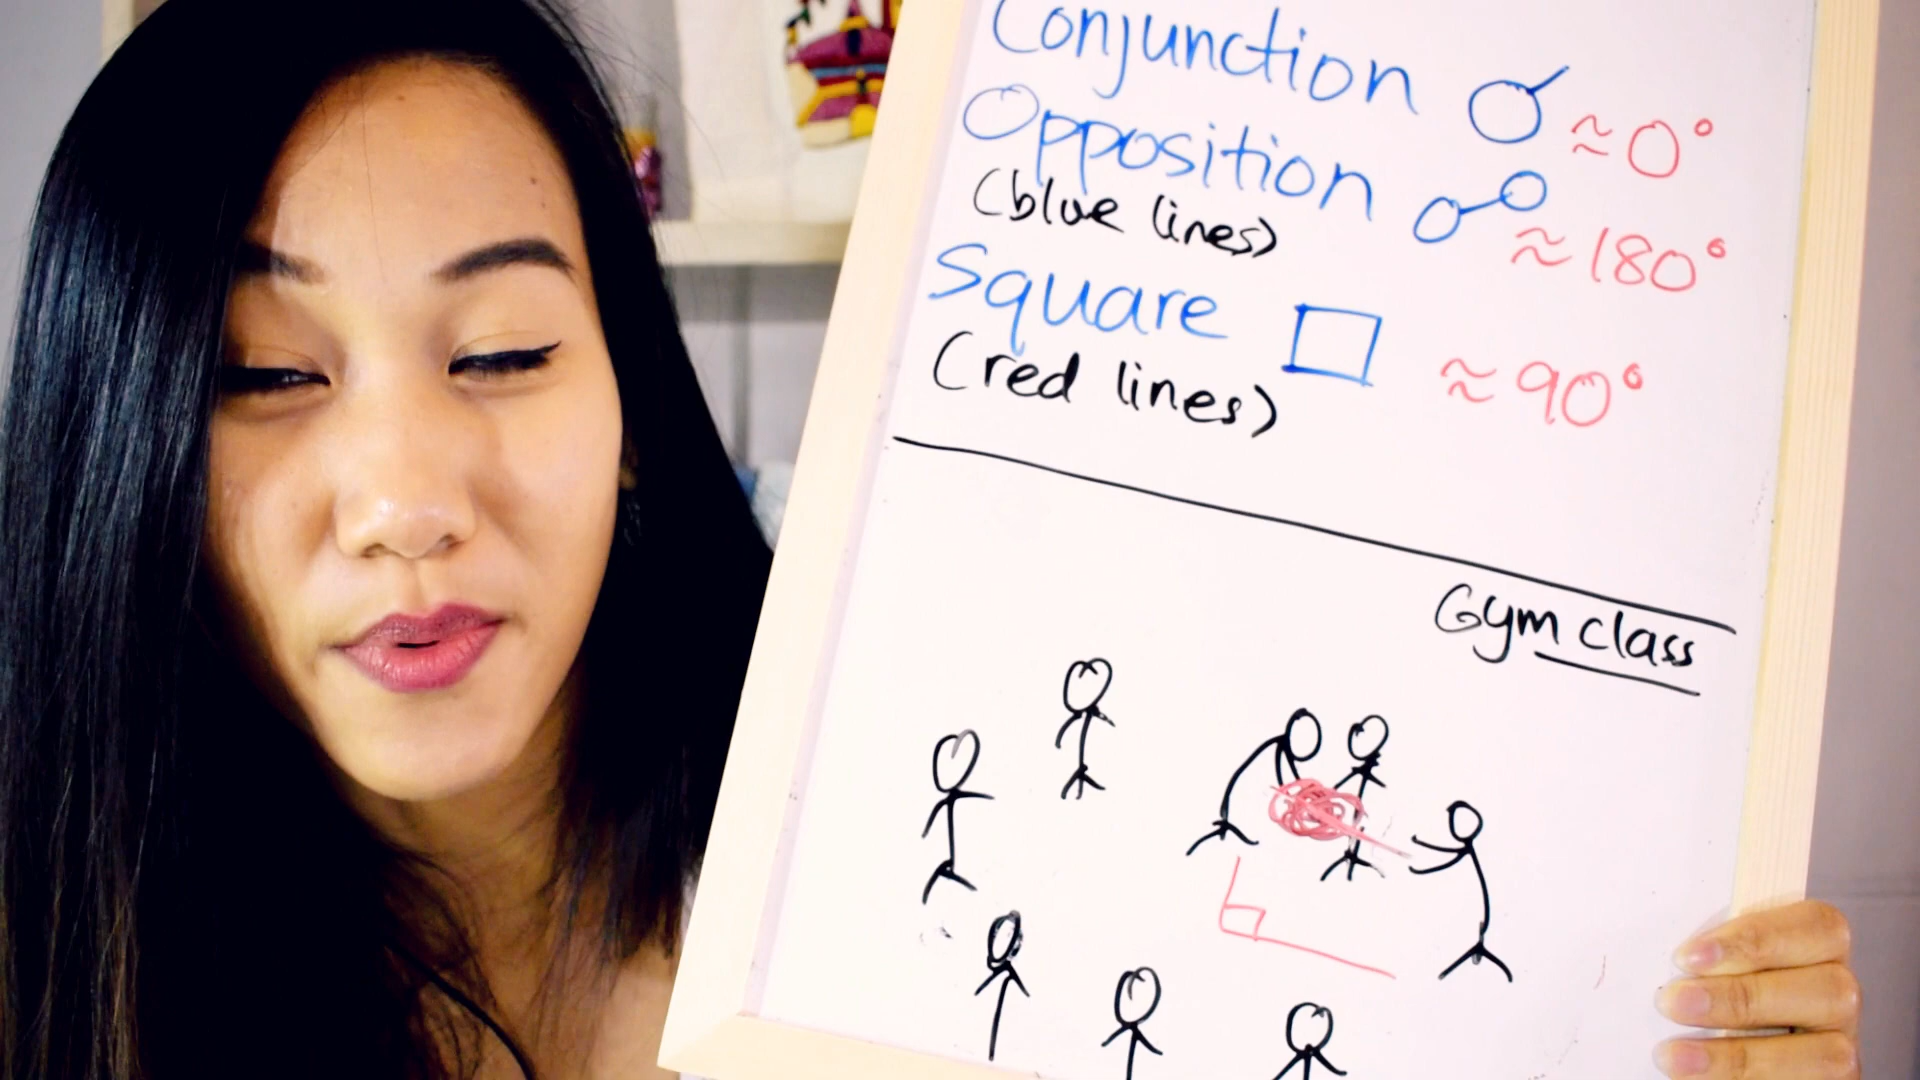 Conjunction ☌ ≈0°
Opposition ☍ ≈180°
(blue lines)
Square □ ≈90°
(red lines)
Gym class